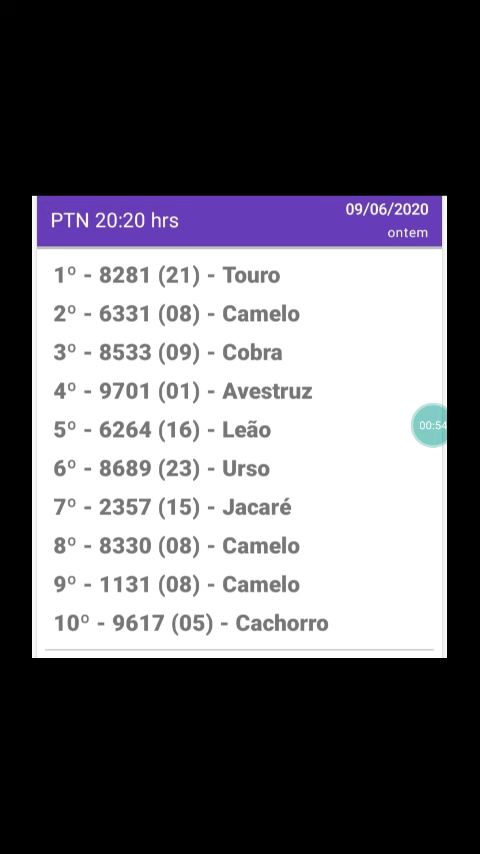 PTN 20:20 hrs
09/06/2020
ontem
1º - 8281 (21) - Touro
2º - 6331 (08) - Camelo
3º - 8533 (09) - Cobra
4º - 9701 (01) - Avestruz
5º - 6264 (16) - Leão
6º - 8689 (23) - Urso
7º - 2357 (15) - Jacaré
8º - 8330 (08) - Camelo
9º - 1131 (08) - Camelo
10º - 9617 (05) - Cachorro
00:54